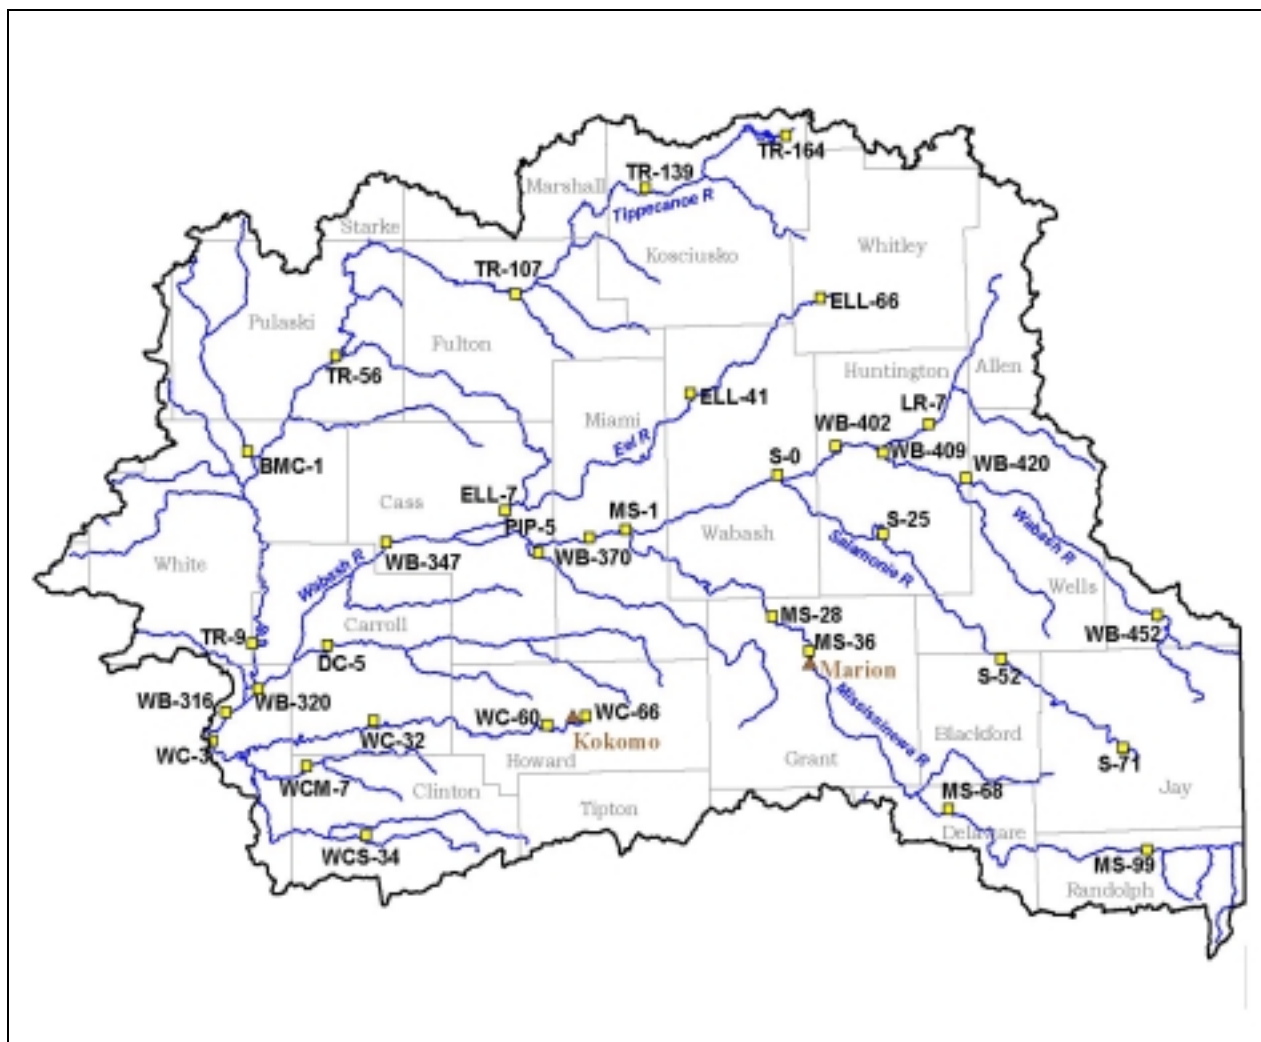 TR-164
TR-139
Marshall
Tippecanoe R
Starke
Kosciusko
Whitley
TR-107
ELL-66
Pulaski
Fulton
TR-56
Huntington
Allen
ELL-41
LR-7
Miami
WB-402
Eel R
WB-409
BMC-1
S-0
WB-420
Cass
ELL-7
MS-1
PIP-5
S-25
Wabash
Wabash R
WB-370
WB-347
Salamonie R
White
Wabash R
Wells
MS-28
Carroll
WB-452
TR-9
MS-36
DC-5
Marion
S-52
WB-316
WB-320
Mississinewa R
WC-60
WC-66
WC-32
Kokomo
WC-3
Blackford
Howard
Grant
S-71
WCM-7
Clinton
Jay
MS-68
Tipton
Delaware
WCS-34
MS-99
Randolph